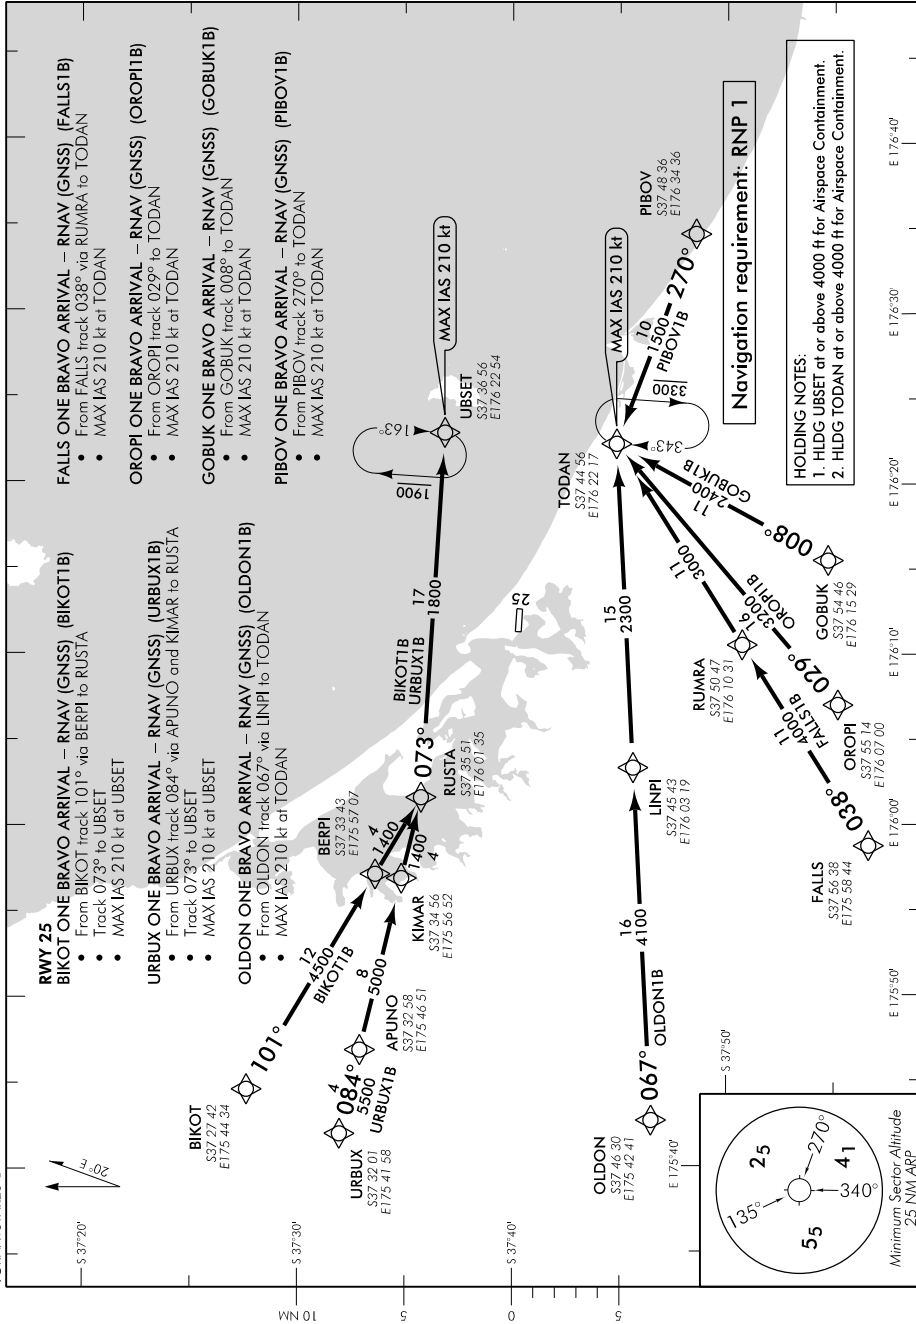 RWY 25
BIKOT ONE BRAVO ARRIVAL – RNAV (GNSS) (BIKOT1B)
• From BIKOT track 101° via BERPI to RUSTA
• Track 073° to UBSET
• MAX IAS 210 kt at UBSET
URBUX ONE BRAVO ARRIVAL – RNAV (GNSS) (URBUX1B)
• From URBUX track 084° via APUNO and KIMAR to RUSTA
• Track 073° to UBSET
• MAX IAS 210 kt at UBSET
OLDON ONE BRAVO ARRIVAL – RNAV (GNSS) (OLDON1B)
• From OLDON track 067° via LINPI to TODAN
• MAX IAS 210 kt at TODAN
FALLS ONE BRAVO ARRIVAL – RNAV (GNSS) (FALLS1B)
• From FALLS track 038° via RUMRA to TODAN
• MAX IAS 210 kt at TODAN
OROPI ONE BRAVO ARRIVAL – RNAV (GNSS) (OROPI1B)
• From OROPI track 029° to TODAN
• MAX IAS 210 kt at TODAN
GOBUK ONE BRAVO ARRIVAL – RNAV (GNSS) (GOBUK1B)
• From GOBUK track 008° to TODAN
• MAX IAS 210 kt at TODAN
PIBOV ONE BRAVO ARRIVAL – RNAV (GNSS) (PIBOV1B)
• From PIBOV track 270° to TODAN
• MAX IAS 210 kt at TODAN
20° E
S 37°20'
S 37°30'
S 37°40'
S 37°50'
10 NM
5
0
5
BIKOT
S37 27 42
E175 44 34
101°
12
4500
BIKOT1B
URBUX
S37 32 01
E175 41 58
084°
4
5500
URBUX1B
APUNO
S37 32 58
E175 46 51
8
5000
BERPI
S37 33 43
E175 57 07
4
1400
KIMAR
S37 34 56
E175 56 52
1400
4
RUSTA
S37 35 51
E176 01 35
073°
BIKOT1B
URBUX1B
17
1800
UBSET
S37 36 56
E176 22 54
163°
1900
MAX IAS 210 kt
25
OLDON
S37 46 30
E175 42 41
067°
OLDON1B
16
4100
LINPI
S37 45 43
E176 03 19
15
2300
TODAN
S37 44 56
E176 22 17
343°
3300
MAX IAS 210 kt
PIBOV
S37 48 36
E176 34 36
270°
10
1500
PIBOV1B
FALLS
S37 56 38
E175 58 44
038°
11
4000
FALLS1B
RUMRA
S37 50 47
E176 10 31
11
3000
OROPI
S37 55 14
E176 07 00
029°
16
3200
OROPI1B
GOBUK
S37 54 46
E176 15 29
008°
11
2400
GOBUK1B
Navigation requirement: RNP 1
HOLDING NOTES:
1. HLDG UBSET at or above 4000 ft for Airspace Containment.
2. HLDG TODAN at or above 4000 ft for Airspace Containment.
E 175°40'
E 175°50'
E 176°00'
E 176°10'
E 176°20'
E 176°30'
E 176°40'
135°
25
270°
41
340°
55
Minimum Sector Altitude
25 NM ARP